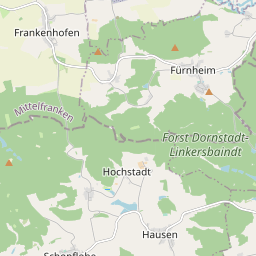 Frankenhofen
Fürnheim
Mittelfranken
Forst Dornstadt-
Linkersbaindt
Hochstadt
Hausen